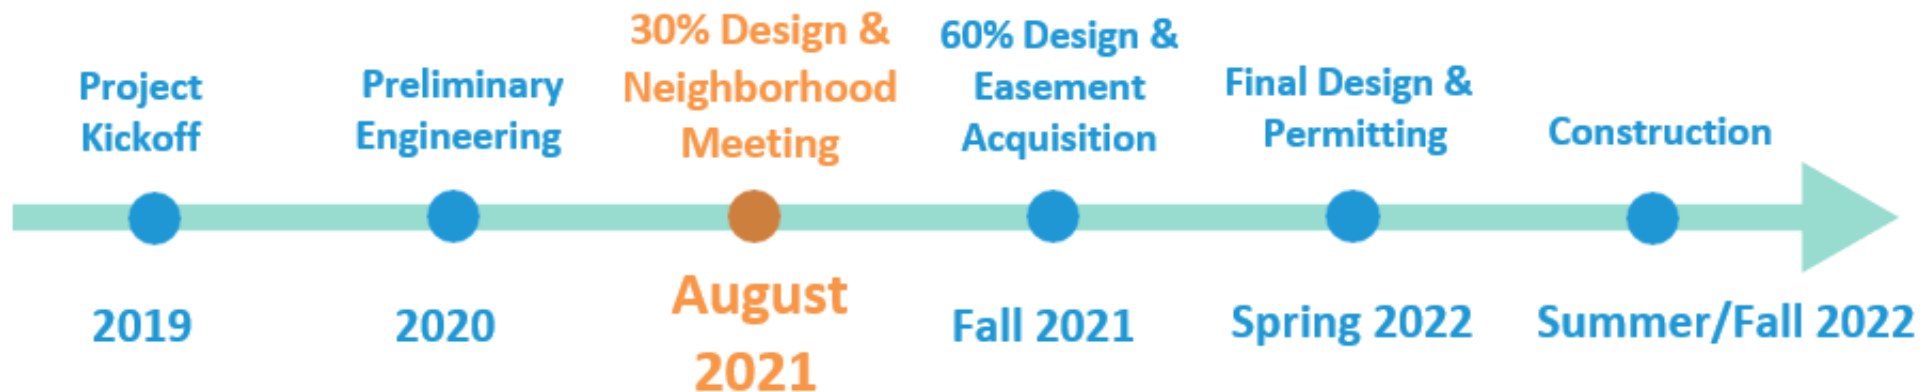 Project
Kickoff
2019
Preliminary
Engineering
2020
30% Design &
Neighborhood
Meeting
August
2021
60% Design &
Easement
Acquisition
Fall 2021
Final Design &
Permitting
Spring 2022
Construction
Summer/Fall 2022